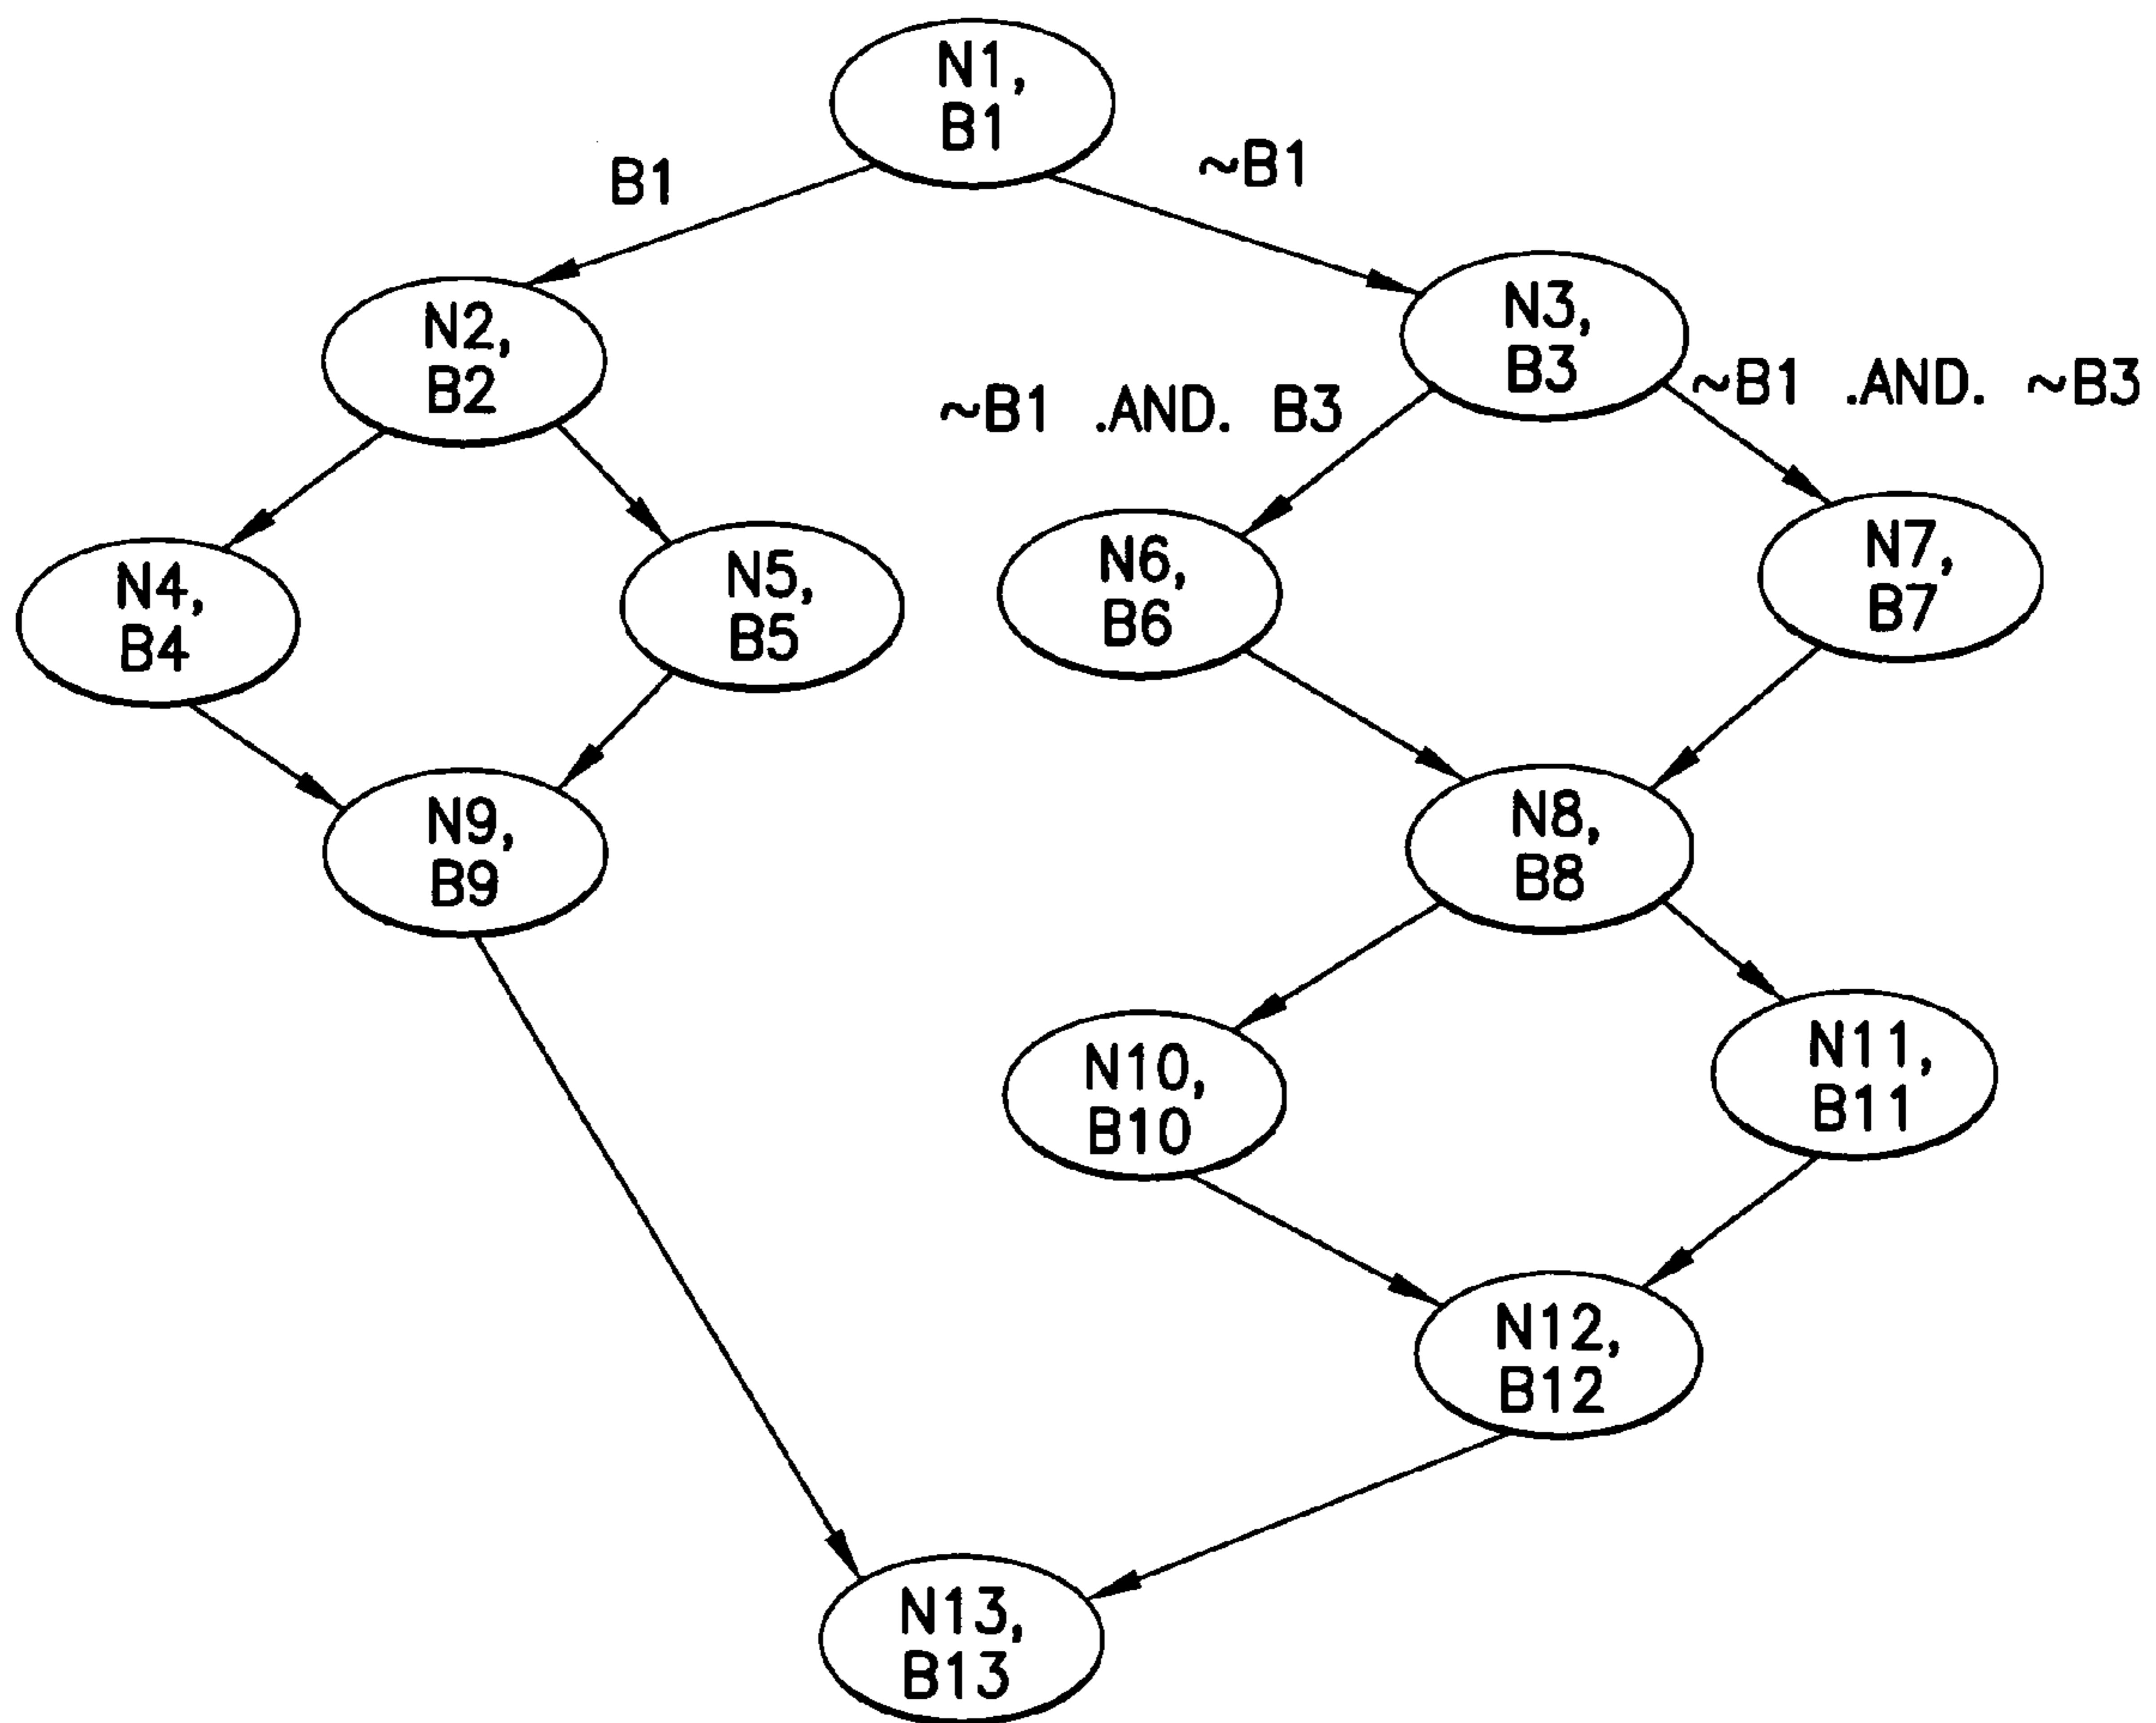 N1,
B1
B1
~B1
N2,
B2
N3,
B3
~B1 .AND. B3
~B1 .AND. ~B3
N4,
B4
N5,
B5
N6,
B6
N7,
B7
N9,
B9
N8,
B8
N10,
B10
N11,
B11
N12,
B12
N13,
B13